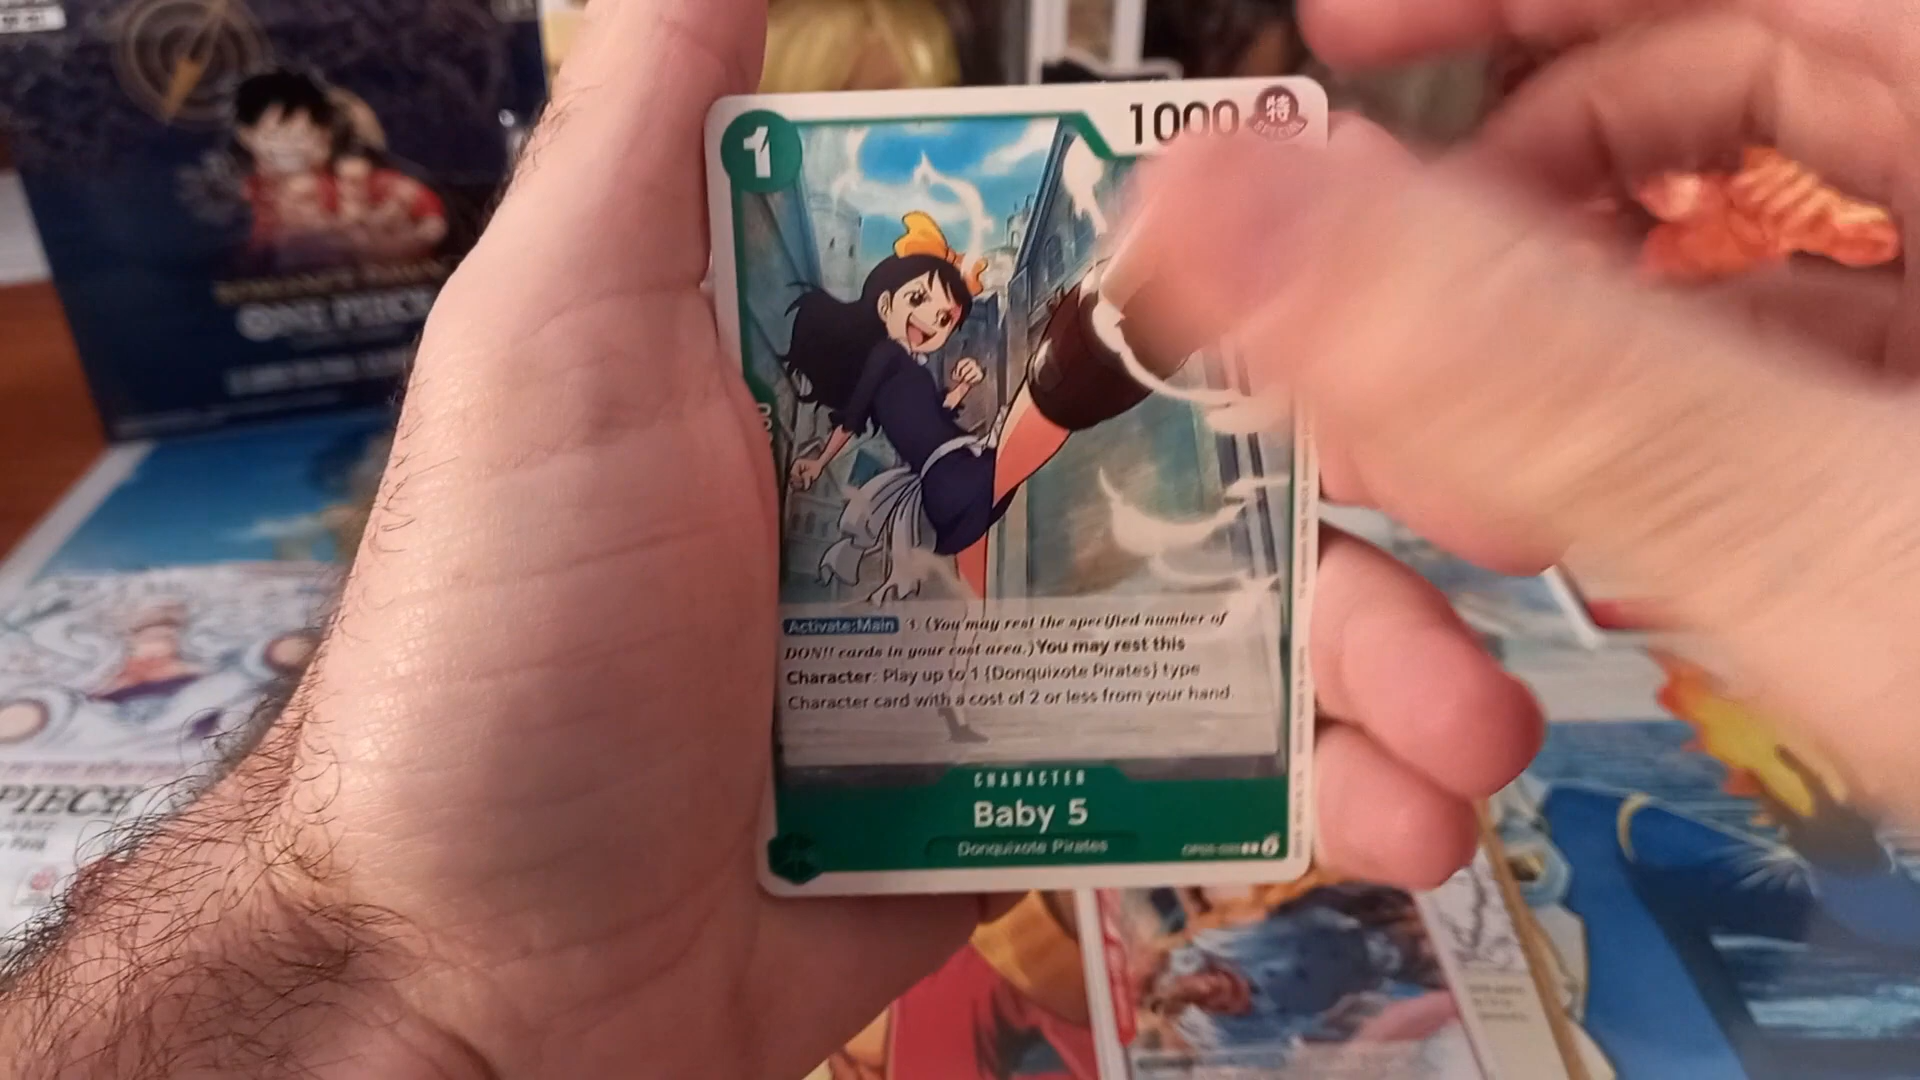 1
1000
特
SPECIAL
ONE PIECE
Activate:Main 1. (You may rest the specified number of
DON!! cards in your cost area.) You may rest this
Character: Play up to 1 {Donquixote Pirates} type
Character card with a cost of 2 or less from your hand.
CHARACTER
Baby 5
Donquixote Pirates
PIECE